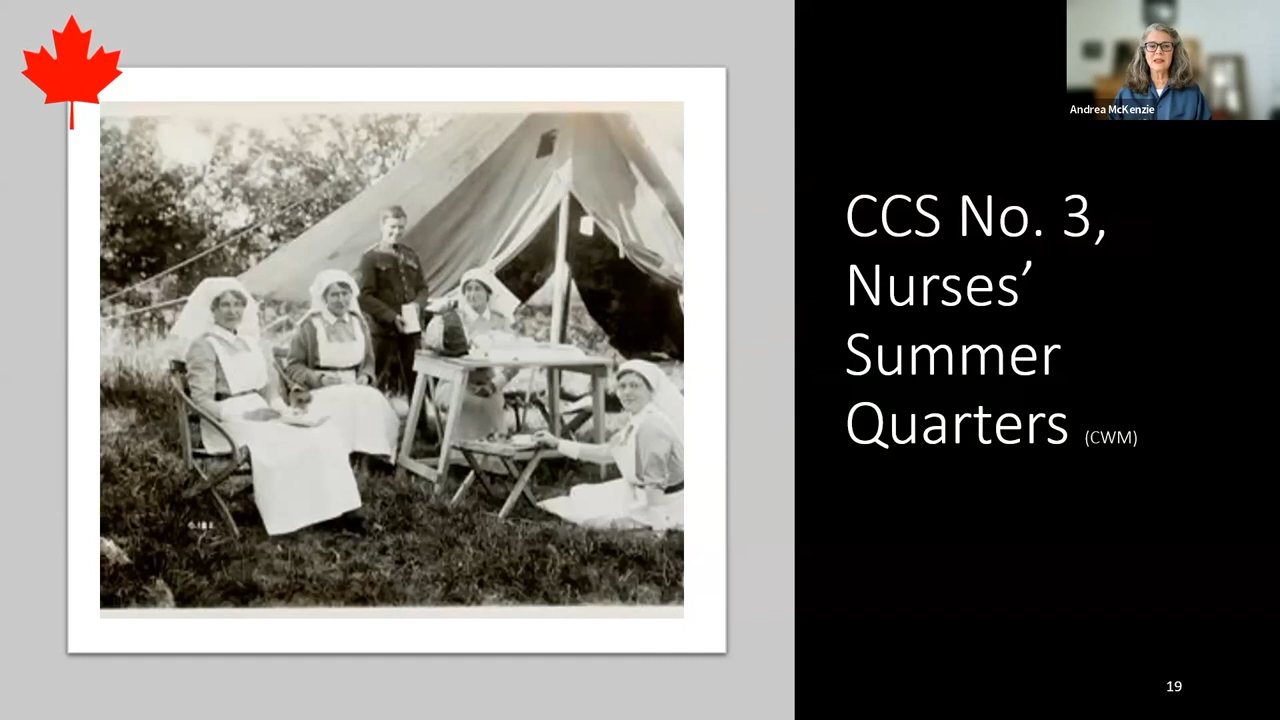 Andrea McKenzie
CCS No. 3,
Nurses’
Summer
Quarters (CWM)
19